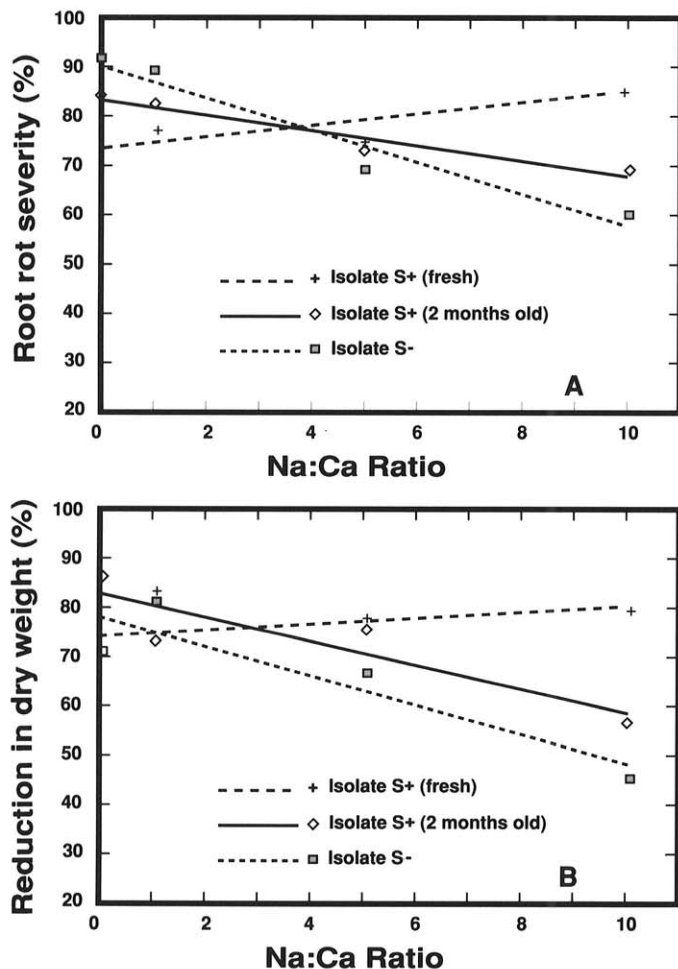 100
90
80
70
60
50
40
30
20
Root rot severity (%)
+ Isolate S+ (fresh)
Isolate S+ (2 months old)
Isolate S-
A
0 2 4 6 8 10
Na:Ca Ratio
100
90
80
70
60
50
40
30
20
Reduction in dry weight (%)
+ Isolate S+ (fresh)
Isolate S+ (2 months old)
Isolate S-
B
0 2 4 6 8 10
Na:Ca Ratio